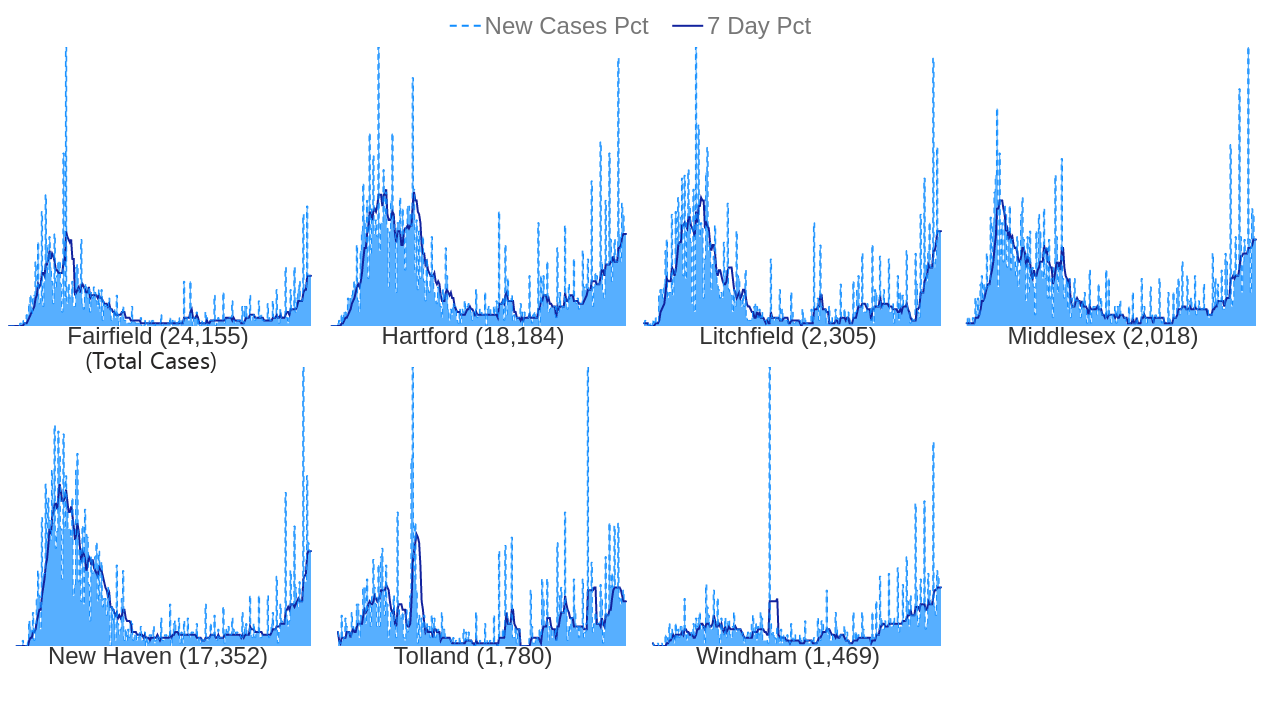 New Cases Pct 7 Day Pct
Fairfield (24,155)
(Total Cases)
Hartford (18,184)
Litchfield (2,305)
Middlesex (2,018)
New Haven (17,352)
Tolland (1,780)
Windham (1,469)